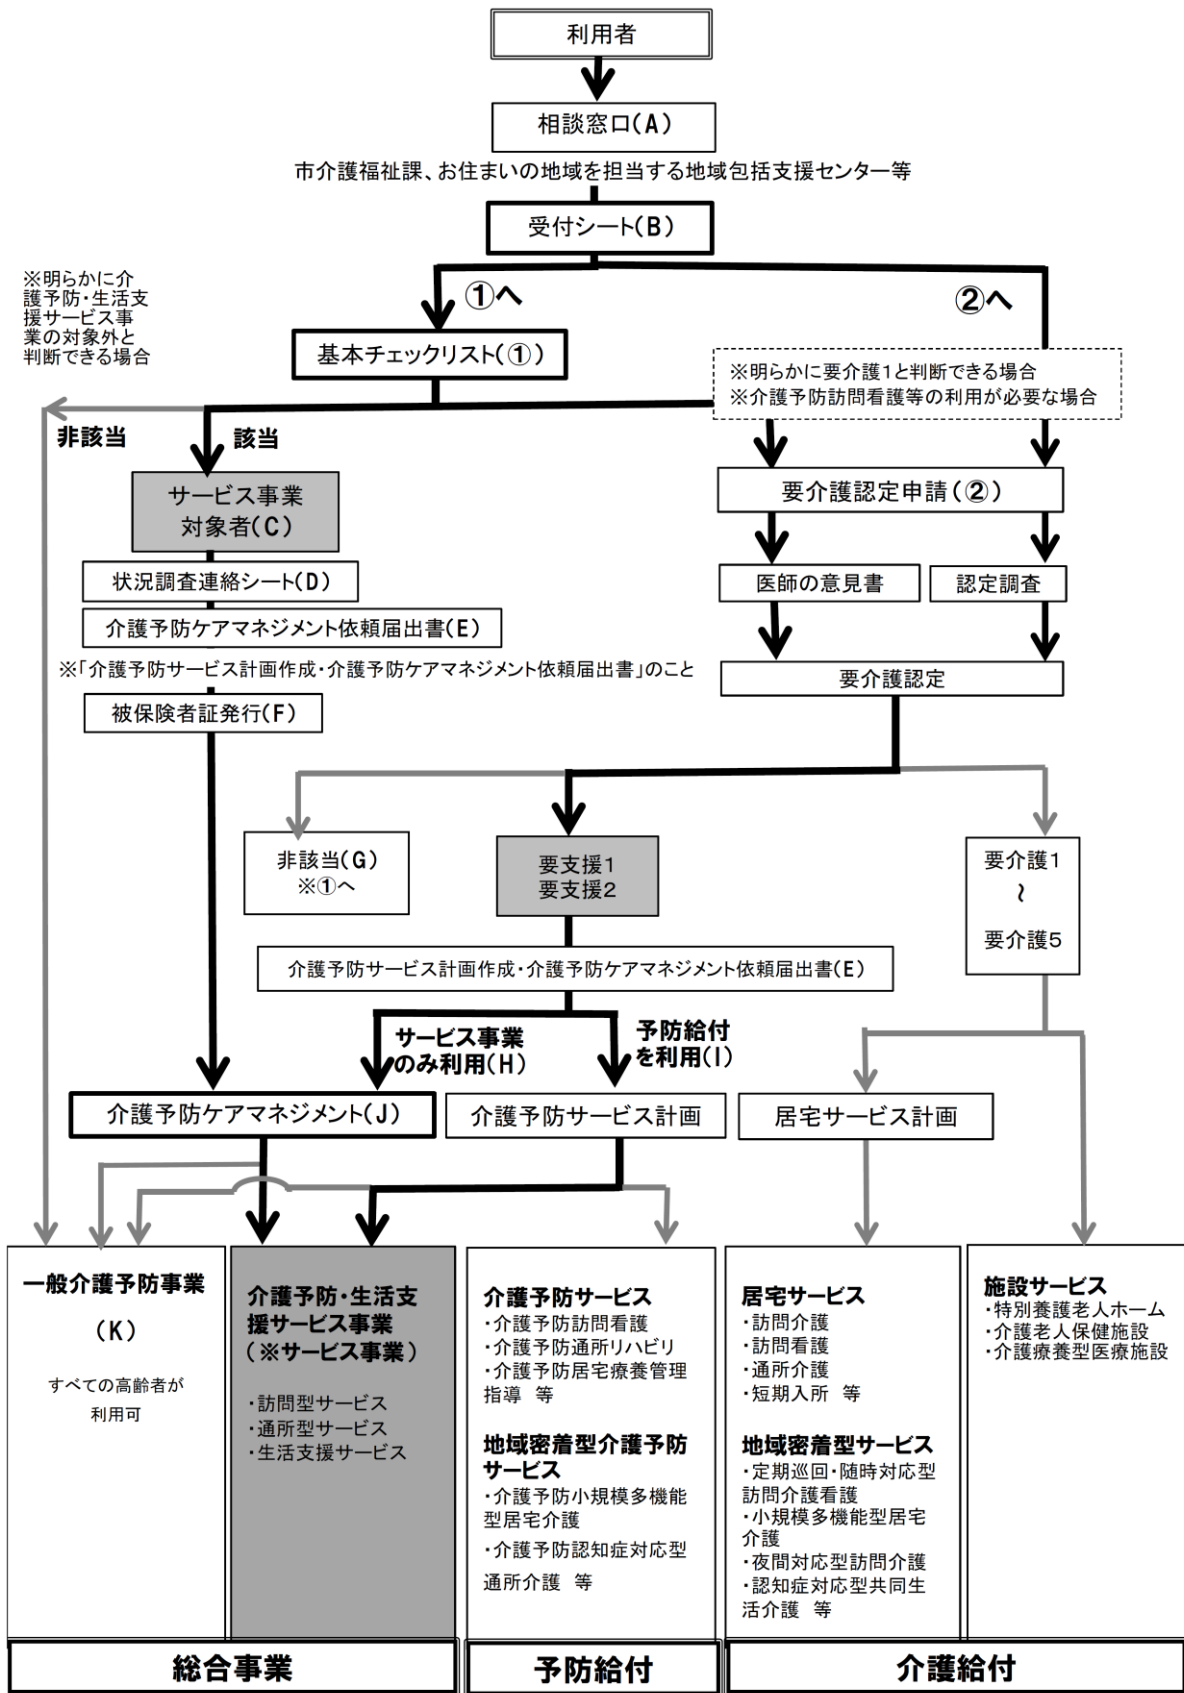 利用者
相談窓口(A)
市介護福祉課、お住まいの地域を担当する地域包括支援センター等
受付シート(B)
※明らかに介
護予防・生活支
援サービス事
業の対象外と
判断できる場合
①へ
②へ
基本チェックリスト(①)
※明らかに要介護1と判断できる場合
※介護予防訪問看護等の利用が必要な場合
非該当
該当
サービス事業
対象者(C)
要介護認定申請(②)
状況調査連絡シート(D)
医師の意見書
認定調査
介護予防ケアマネジメント依頼届出書(E)
※「介護予防サービス計画作成・介護予防ケアマネジメント依頼届出書」のこと
要介護認定
被保険者証発行(F)
非該当(G)
※①へ
要支援1
要支援2
要介護1
~
要介護5
介護予防サービス計画作成・介護予防ケアマネジメント依頼届出書(E)
サービス事業
のみ利用(H)
予防給付
を利用(I)
介護予防ケアマネジメント(J)
介護予防サービス計画
居宅サービス計画
一般介護予防事業
(K)
すべての高齢者が
利用可
介護予防・生活支
援サービス事業
(※サービス事業)
・訪問型サービス
・通所型サービス
・生活支援サービス
介護予防サービス
・介護予防訪問看護
・介護予防通所リハビリ
・介護予防居宅療養管理
指導 等
地域密着型介護予防
サービス
・介護予防小規模多機能
型居宅介護
・介護予防認知症対応型
通所介護 等
居宅サービス
・訪問介護
・訪問看護
・通所介護
・短期入所 等
地域密着型サービス
・定期巡回・随時対応型
訪問介護看護
・小規模多機能型居宅
介護
・夜間対応型訪問介護
・認知症対応型共同生
活介護 等
施設サービス
・特別養護老人ホーム
・介護老人保健施設
・介護療養型医療施設
総合事業
予防給付
介護給付